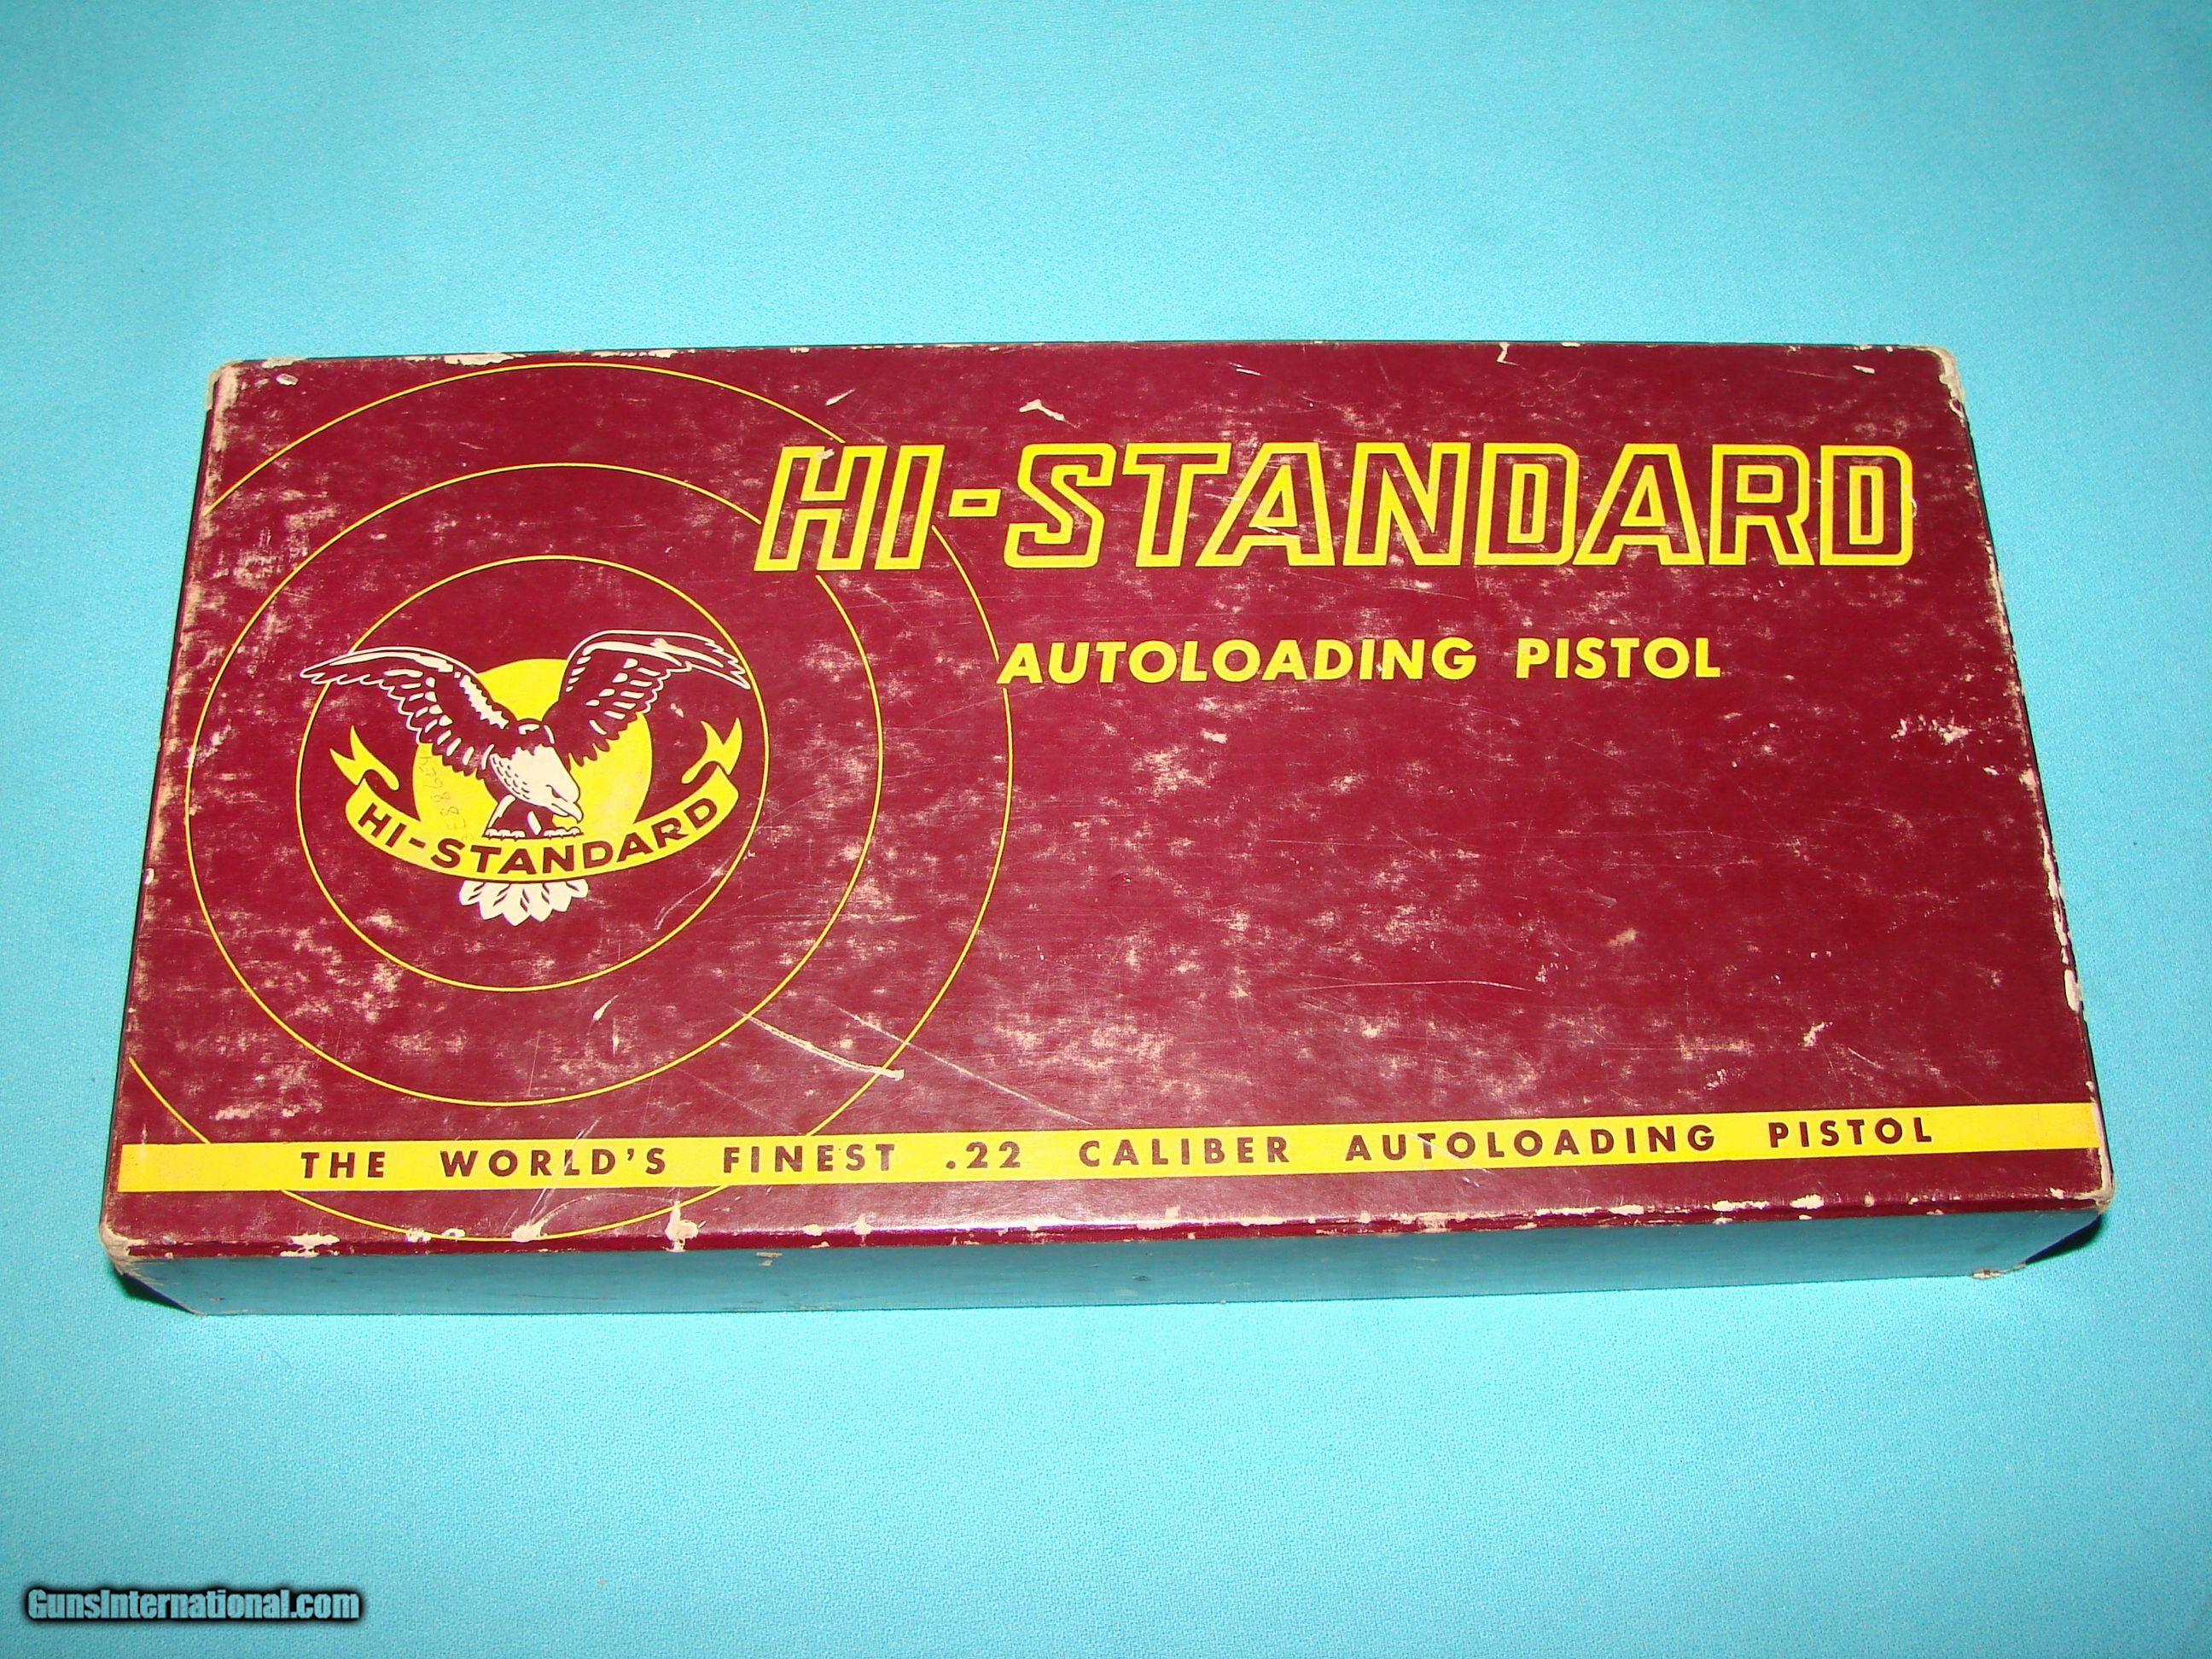 HI-STANDARD
AUTOLOADING PISTOL
HI-STANDARD
THE WORLD'S FINEST .22 CALIBER AUTOLOADING PISTOL
GunsInternational.com